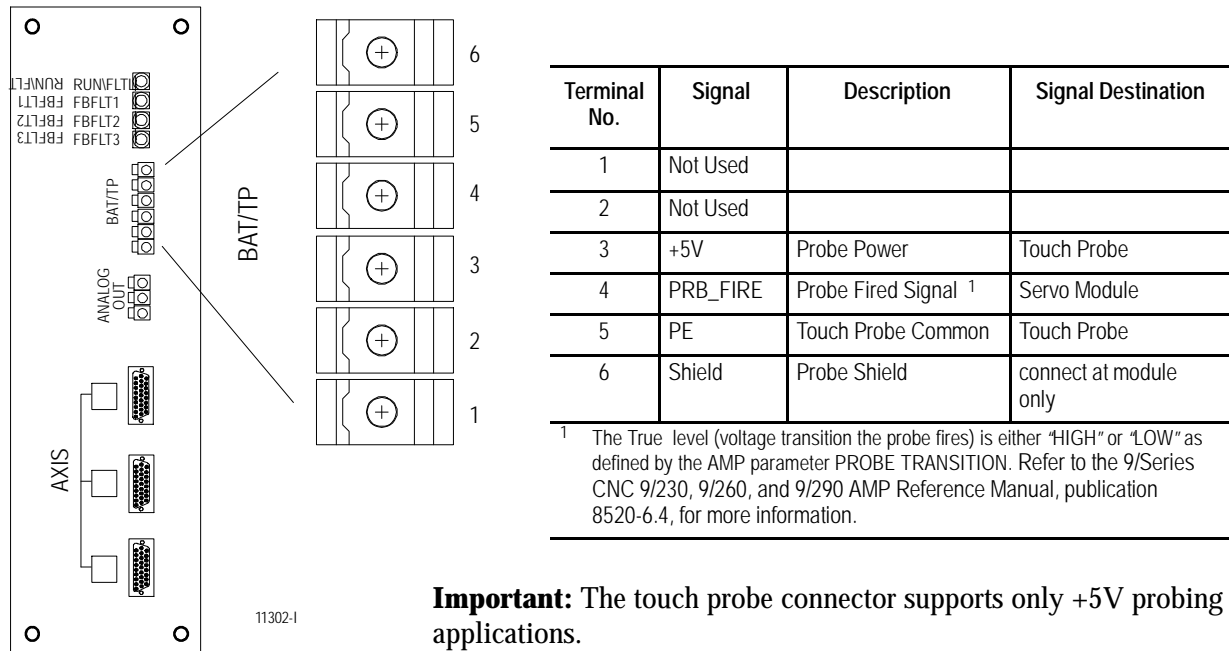 RUN\FLT RUN\FLT
FBFLT1 FBFLT1
FBFLT2 FBFLT2
FBFLT3 FBFLT3
BAT/TP
ANALOG
OUT
AXIS
BAT/TP
6
5
4
3
2
1
11302-I
Terminal No. Signal Description Signal Destination
1 Not Used
2 Not Used
3 +5V Probe Power Touch Probe
4 PRB_FIRE Probe Fired Signal 1 Servo Module
5 PE Touch Probe Common Touch Probe
6 Shield Probe Shield connect at module only
1 The True level (voltage transition the probe fires) is either “HIGH” or “LOW” as
defined by the AMP parameter PROBE TRANSITION. Refer to the 9/Series
CNC 9/230, 9/260, and 9/290 AMP Reference Manual, publication
8520-6.4, for more information.
Important: The touch probe connector supports only +5V probing
applications.